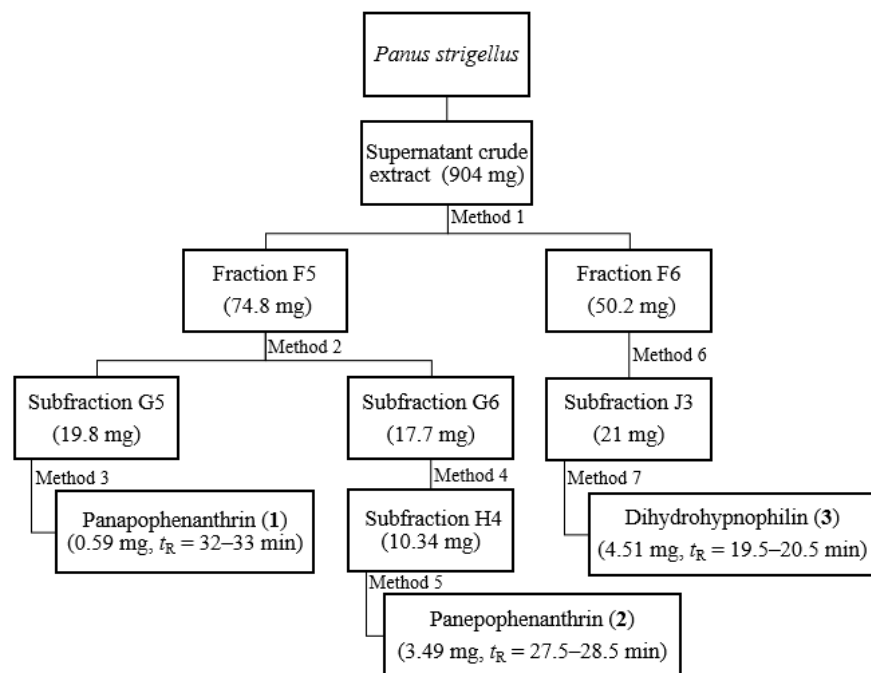 Panus strigellus
Supernatant crude
extract (904 mg)
Method 1
Fraction F5
(74.8 mg)
Fraction F6
(50.2 mg)
Method 2
Method 6
Subfraction G5
(19.8 mg)
Subfraction G6
(17.7 mg)
Subfraction J3
(21 mg)
Method 3
Method 4
Method 7
Panapophenanthrin (1)
(0.59 mg, tR = 32–33 min)
Subfraction H4
(10.34 mg)
Dihydrohypnophilin (3)
(4.51 mg, tR = 19.5–20.5 min)
Method 5
Panepophenanthrin (2)
(3.49 mg, tR = 27.5–28.5 min)